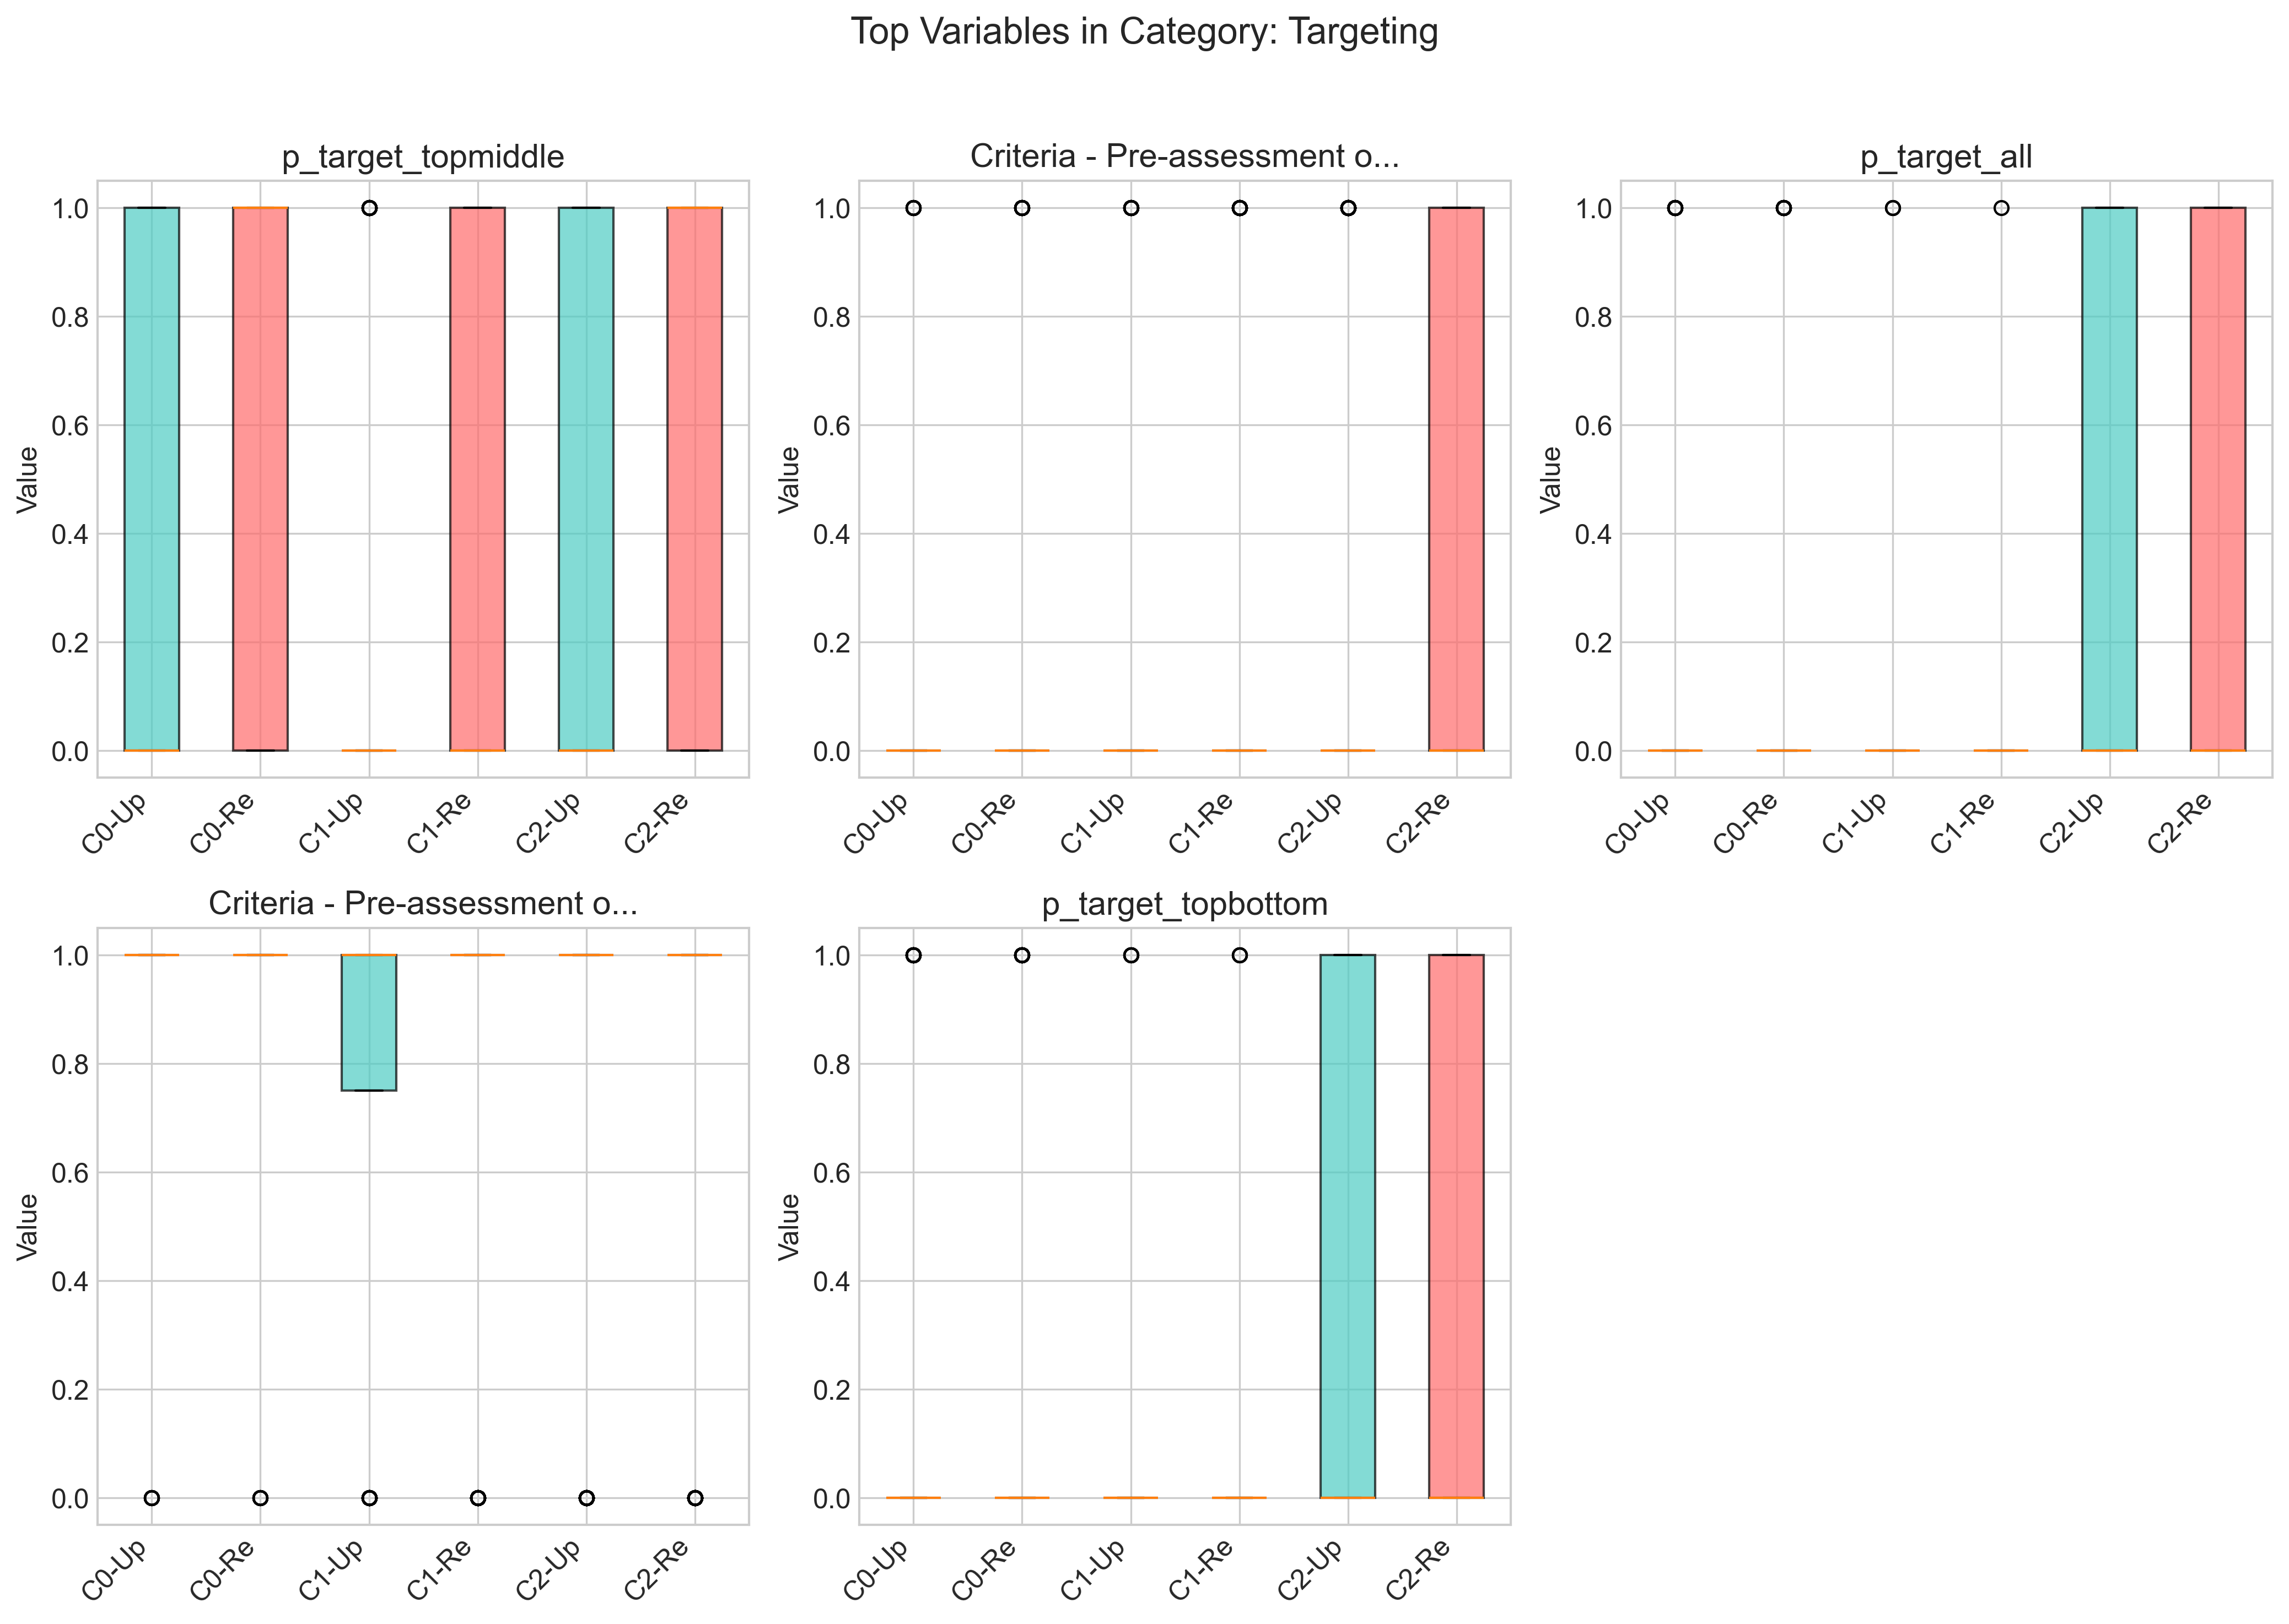 Top Variables in Category: Targeting
p_target_topmiddle
Value
1.0
0.8
0.6
0.4
0.2
0.0
C0-Up
C0-Re
C1-Up
C1-Re
C2-Up
C2-Re
Criteria - Pre-assessment o...
Value
1.0
0.8
0.6
0.4
0.2
0.0
C0-Up
C0-Re
C1-Up
C1-Re
C2-Up
C2-Re
p_target_all
Value
1.0
0.8
0.6
0.4
0.2
0.0
C0-Up
C0-Re
C1-Up
C1-Re
C2-Up
C2-Re
Criteria - Pre-assessment o...
Value
1.0
0.8
0.6
0.4
0.2
0.0
C0-Up
C0-Re
C1-Up
C1-Re
C2-Up
C2-Re
p_target_topbottom
Value
1.0
0.8
0.6
0.4
0.2
0.0
C0-Up
C0-Re
C1-Up
C1-Re
C2-Up
C2-Re